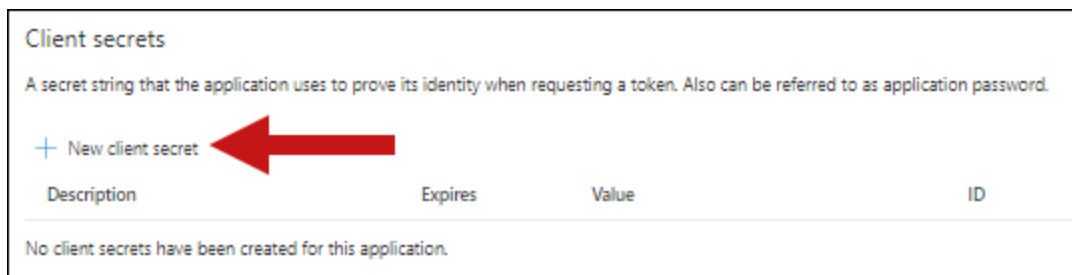 Client secrets
A secret string that the application uses to prove its identity when requesting a token. Also can be referred to as application password.
+ New client secret
Description Expires Value ID
No client secrets have been created for this application.